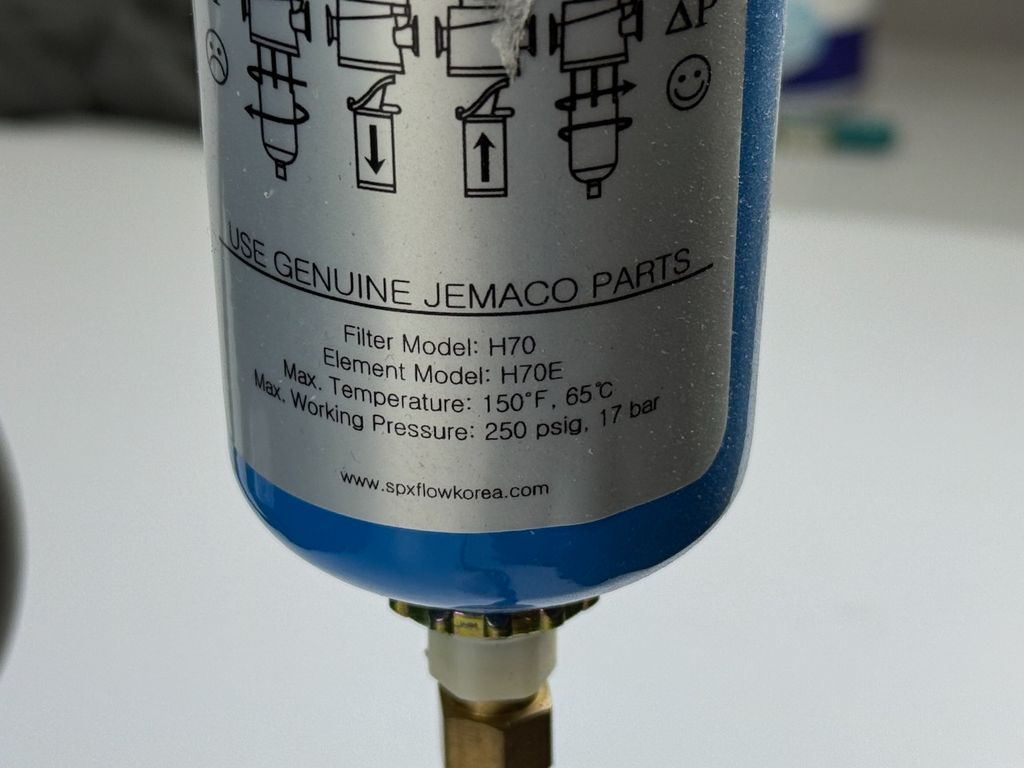 ΔP
USE GENUINE JEMACO PARTS
Filter Model: H70
Element Model: H70E
Max. Temperature: 150°F, 65℃
Max. Working Pressure: 250 psig, 17 bar
www.spxflowkorea.com